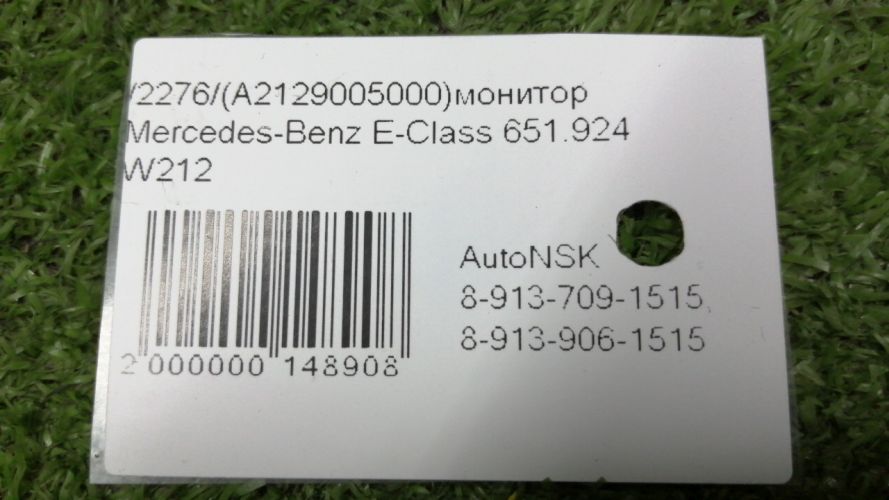 /2276/(A2129005000)монитор
Mercedes-Benz E-Class 651.924
W212
AutoNSK
8-913-709-1515,
8-913-906-1515
2 000000 148908